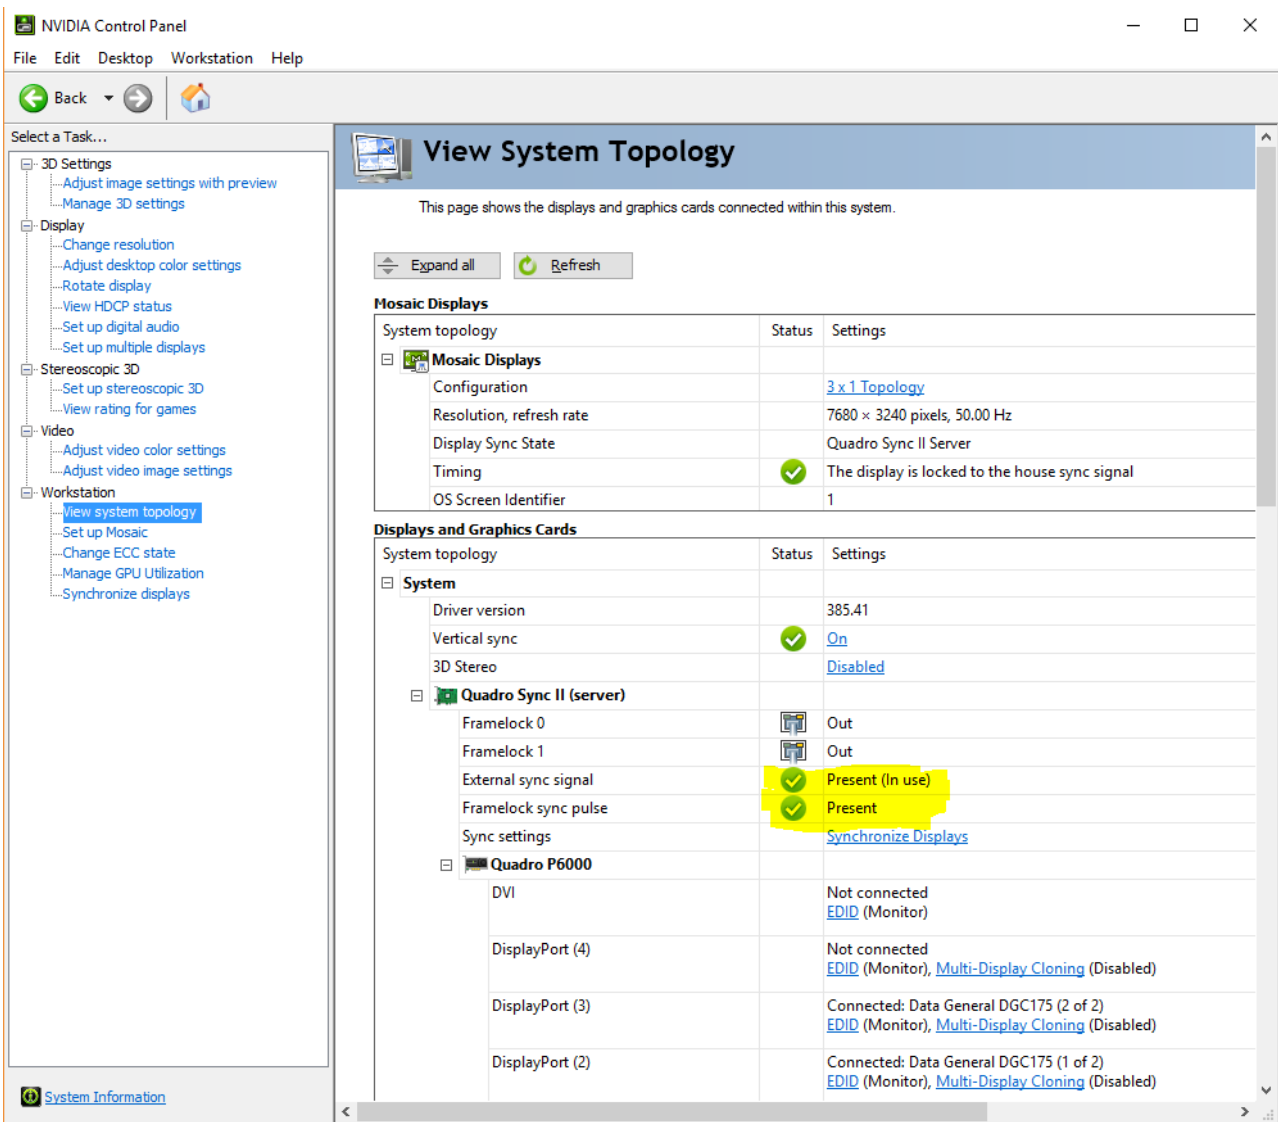 NVIDIA Control Panel
File Edit Desktop Workstation Help
Back
Select a Task...
3D Settings
Adjust image settings with preview
Manage 3D settings
Display
Change resolution
Adjust desktop color settings
Rotate display
View HDCP status
Set up digital audio
Set up multiple displays
Stereoscopic 3D
Set up stereoscopic 3D
View rating for games
Video
Adjust video color settings
Adjust video image settings
Workstation
View system topology
Set up Mosaic
Change ECC state
Manage GPU Utilization
Synchronize displays
System Information
View System Topology
This page shows the displays and graphics cards connected within this system.
Expand all Refresh
Mosaic Displays
System topology Status Settings
Mosaic Displays
Configuration 3 x 1 Topology
Resolution, refresh rate 7680 × 3240 pixels, 50.00 Hz
Display Sync State Quadro Sync II Server
Timing The display is locked to the house sync signal
OS Screen Identifier 1
Displays and Graphics Cards
System topology Status Settings
System
Driver version 385.41
Vertical sync On
3D Stereo Disabled
Quadro Sync II (server)
Framelock 0 Out
Framelock 1 Out
External sync signal Present (In use)
Framelock sync pulse Present
Sync settings Synchronize Displays
Quadro P6000
DVI Not connected
EDID (Monitor)
DisplayPort (4) Not connected
EDID (Monitor), Multi-Display Cloning (Disabled)
DisplayPort (3) Connected: Data General DGC175 (2 of 2)
EDID (Monitor), Multi-Display Cloning (Disabled)
DisplayPort (2) Connected: Data General DGC175 (1 of 2)
EDID (Monitor), Multi-Display Cloning (Disabled)